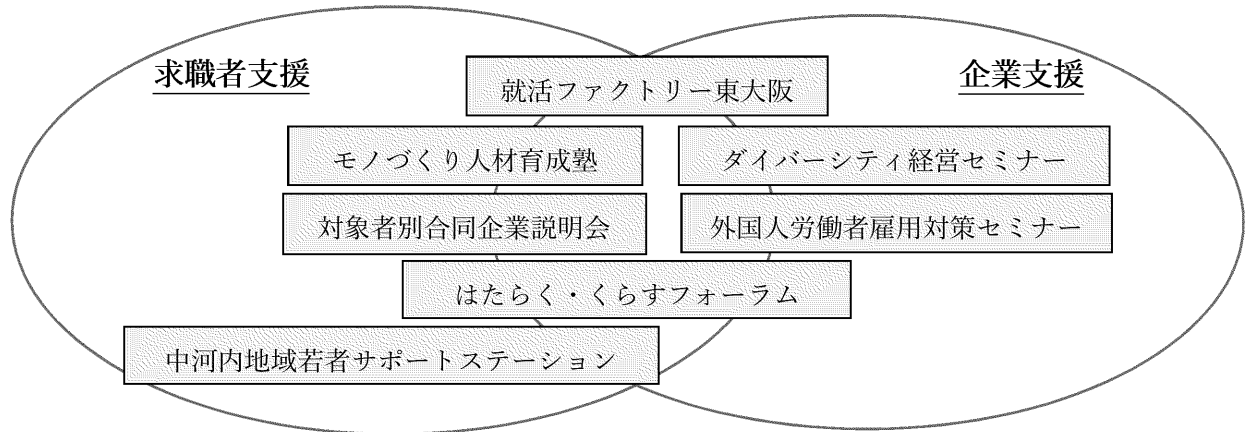 求職者支援
企業支援
就活ファクトリー東大阪
モノづくり人材育成塾
ダイバーシティ経営セミナー
対象者別合同企業説明会
外国人労働者雇用対策セミナー
はたらく・くらすフォーラム
中河内地域若者サポートステーション